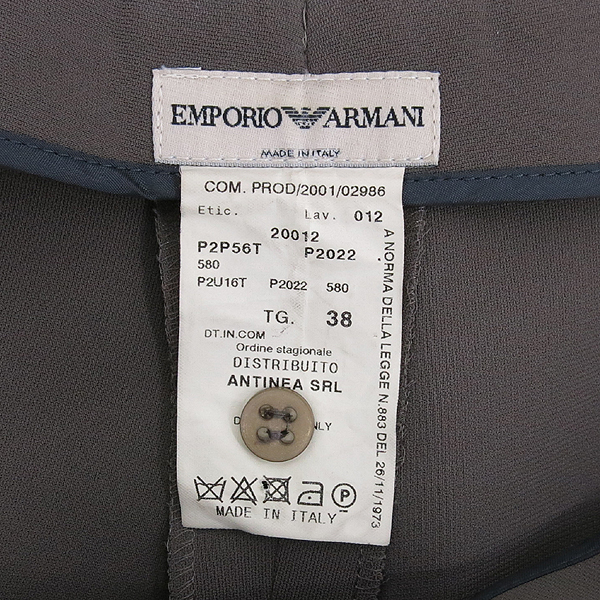 EMPORIO ARMANI
MADE IN ITALY
COM. PROD/2001/02986
Etic. Lav. 012
20012
P2P56T P2022
580
P2U16T P2022 580
TG. 38
DT.IN.COM
Ordine stagionale
DISTRIBUITO
ANTINEA SRL
P
MADE IN ITALY
A NORMA DELLA LEGGE N.883 DEL 26/11/1973